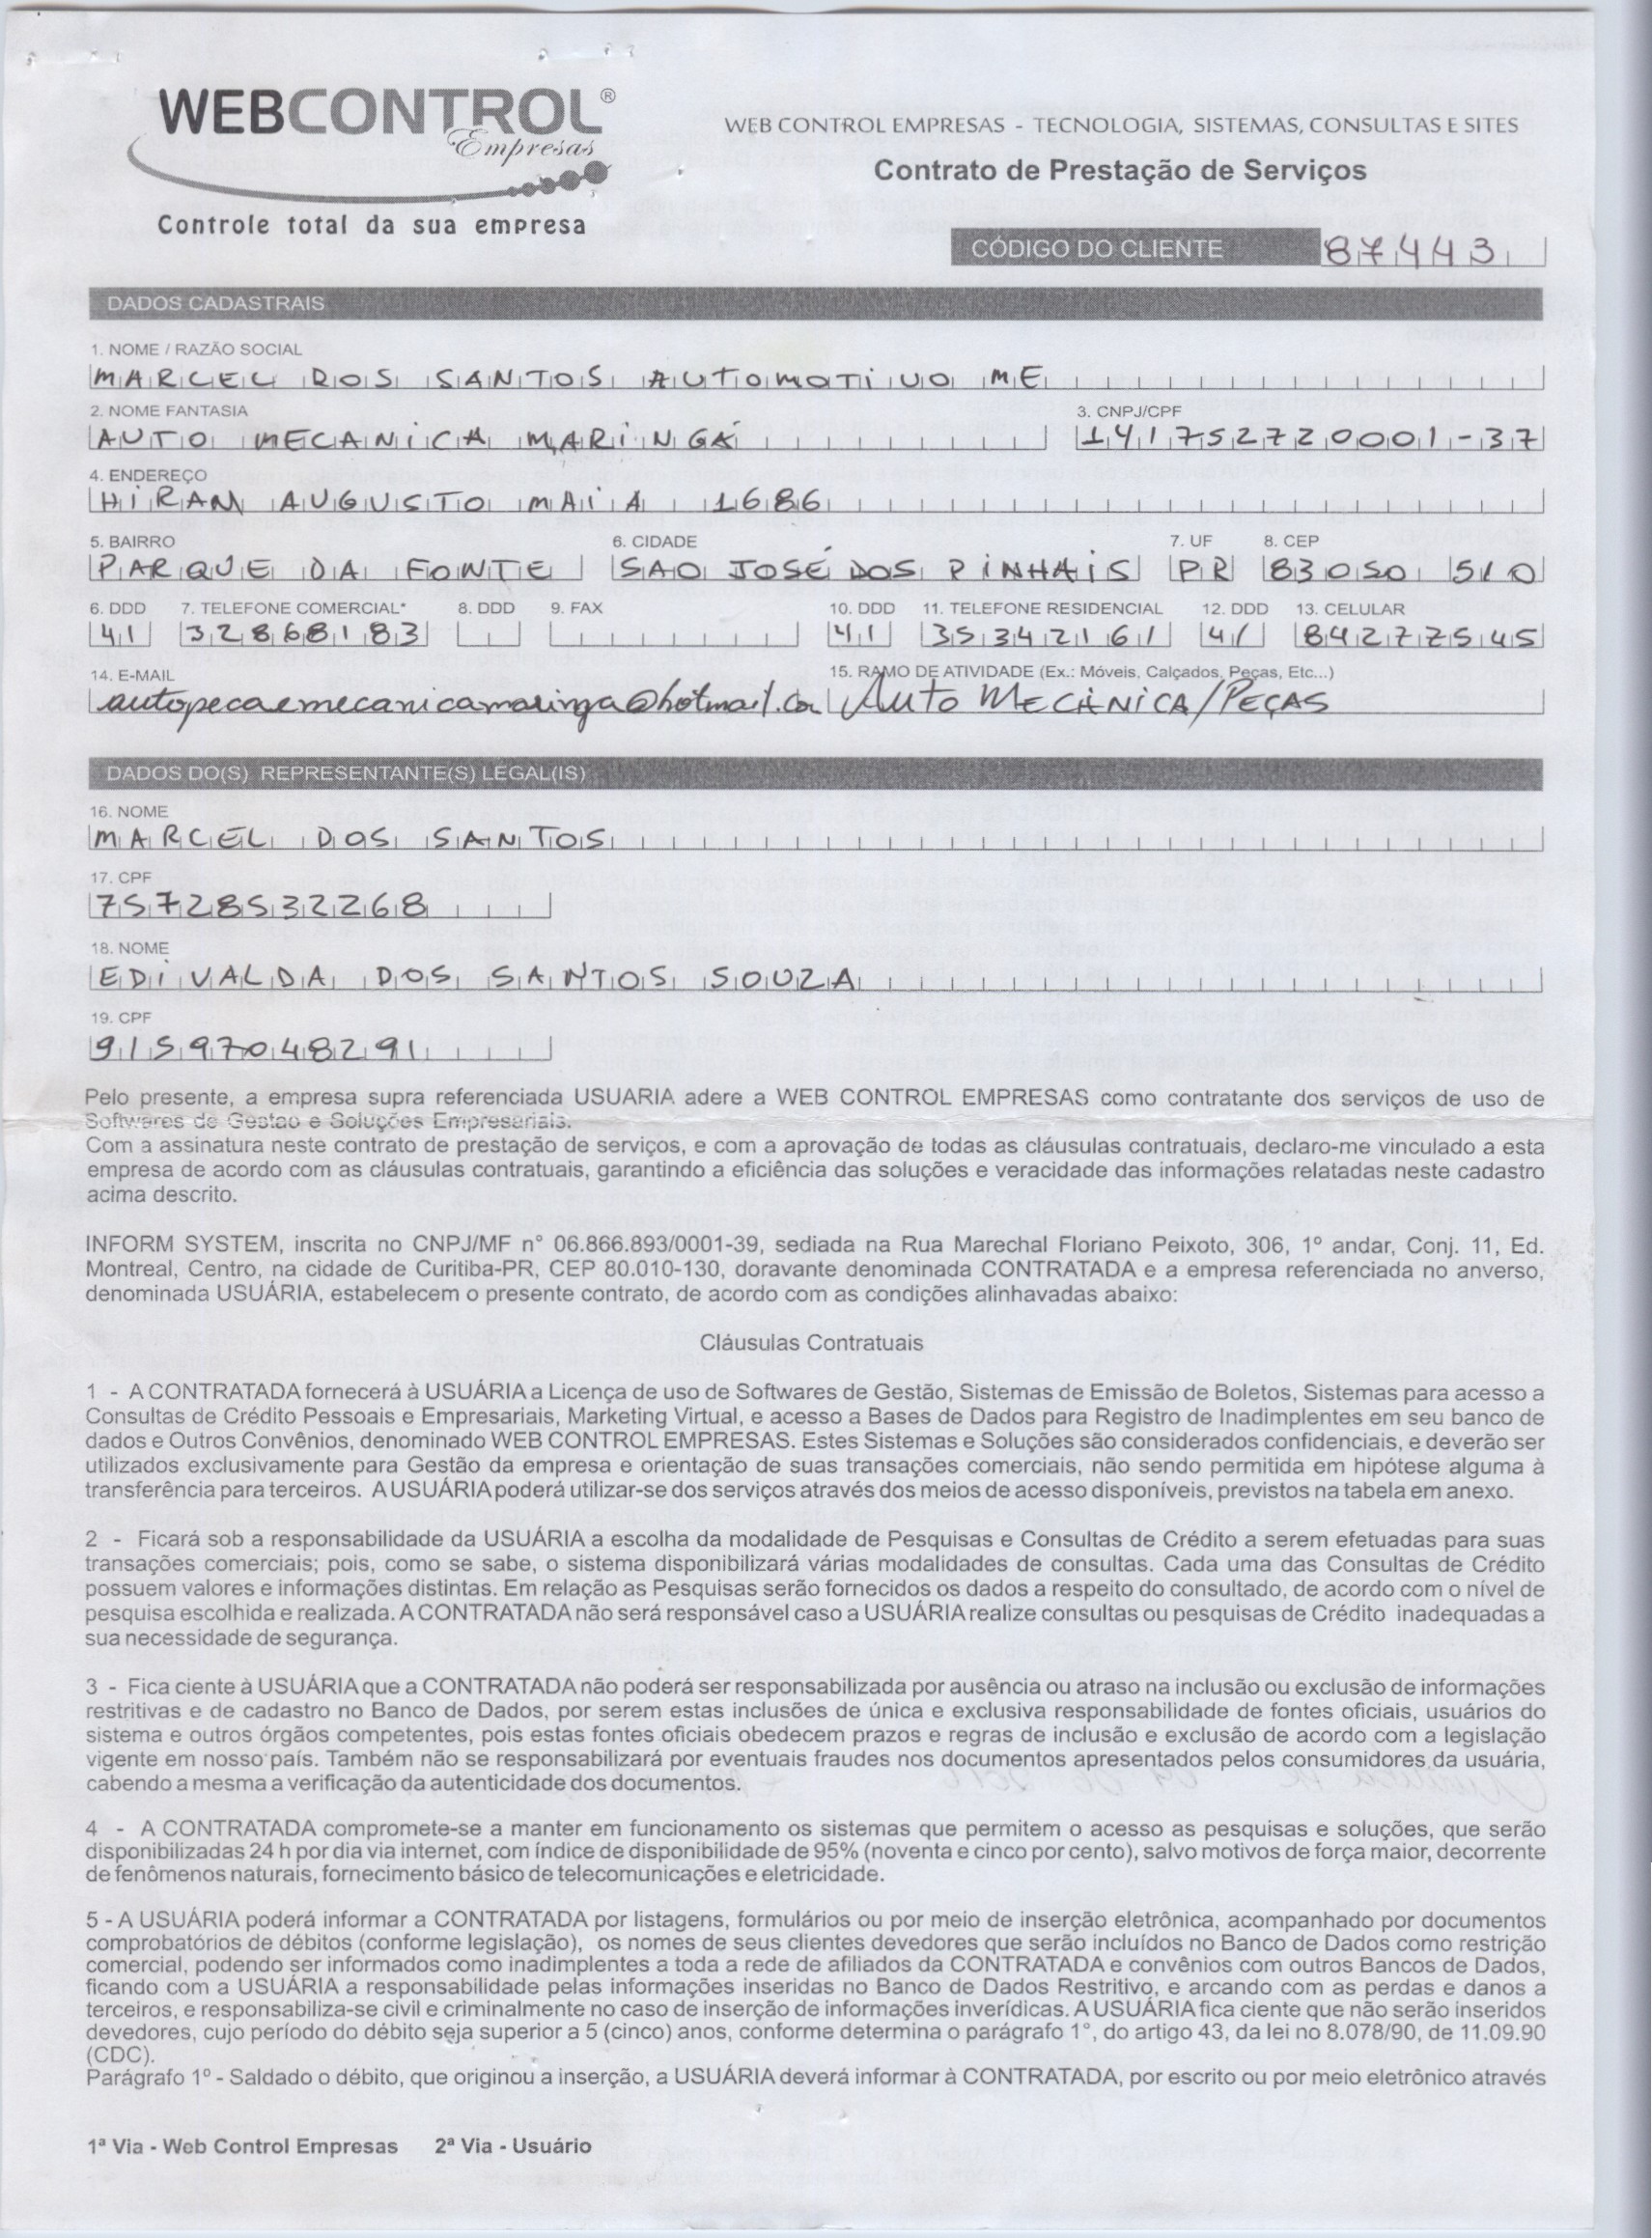 WEBCONTROL®
Empresas
Controle total da sua empresa
WEB CONTROL EMPRESAS - TECNOLOGIA, SISTEMAS, CONSULTAS E SITES
Contrato de Prestação de Serviços
CÓDIGO DO CLIENTE 87443
DADOS CADASTRAIS
1. NOME / RAZÃO SOCIAL
MARCEL DOS SANTOS AUTOMOTIVO ME
2. NOME FANTASIA 3. CNPJ/CPF
AUTO MECANICA MARINGÁ 141752720001-37
4. ENDEREÇO
HIRAM AUGUSTO MAIA 1686
5. BAIRRO 6. CIDADE 7. UF 8. CEP
PARQUE DA FONTE SAO JOSÉ DOS PINHAIS PR 83050 510
6. DDD 7. TELEFONE COMERCIAL* 8. DDD 9. FAX 10. DDD 11. TELEFONE RESIDENCIAL 12. DDD 13. CELULAR
41 32868183 41 35342161 41 84277545
14. E-MAIL 15. RAMO DE ATIVIDADE (Ex.: Móveis, Calçados, Peças, Etc...)
autopecaemecanicamaringa@hotmail.com AUTO MECÂNICA/PEÇAS
DADOS DO(S) REPRESENTANTE(S) LEGAL(IS)
16. NOME
MARCEL DOS SANTOS
17. CPF
75728532268
18. NOME
EDIVALDA DOS SANTOS SOUZA
19. CPF
91597048291
Pelo presente, a empresa supra referenciada USUARIA adere a WEB CONTROL EMPRESAS como contratante dos serviços de uso de
Softwares de Gestao e Soluções Empresariais.
Com a assinatura neste contrato de prestação de serviços, e com a aprovação de todas as cláusulas contratuais, declaro-me vinculado a esta
empresa de acordo com as cláusulas contratuais, garantindo a eficiência das soluções e veracidade das informações relatadas neste cadastro
acima descrito.
INFORM SYSTEM, inscrita no CNPJ/MF n° 06.866.893/0001-39, sediada na Rua Marechal Floriano Peixoto, 306, 1º andar, Conj. 11, Ed.
Montreal, Centro, na cidade de Curitiba-PR, CEP 80.010-130, doravante denominada CONTRATADA e a empresa referenciada no anverso,
denominada USUÁRIA, estabelecem o presente contrato, de acordo com as condições alinhavadas abaixo:
Cláusulas Contratuais
1 - A CONTRATADA fornecerá à USUÁRIA a Licença de uso de Softwares de Gestão, Sistemas de Emissão de Boletos, Sistemas para acesso a
Consultas de Crédito Pessoais e Empresariais, Marketing Virtual, e acesso a Bases de Dados para Registro de Inadimplentes em seu banco de
dados e Outros Convênios, denominado WEB CONTROL EMPRESAS. Estes Sistemas e Soluções são considerados confidenciais, e deverão ser
utilizados exclusivamente para Gestão da empresa e orientação de suas transações comerciais, não sendo permitida em hipótese alguma à
transferência para terceiros. A USUÁRIA poderá utilizar-se dos serviços através dos meios de acesso disponíveis, previstos na tabela em anexo.
2 - Ficará sob a responsabilidade da USUÁRIA a escolha da modalidade de Pesquisas e Consultas de Crédito a serem efetuadas para suas
transações comerciais; pois, como se sabe, o sistema disponibilizará várias modalidades de consultas. Cada uma das Consultas de Crédito
possuem valores e informações distintas. Em relação as Pesquisas serão fornecidos os dados a respeito do consultado, de acordo com o nível de
pesquisa escolhida e realizada. A CONTRATADA não será responsável caso a USUÁRIA realize consultas ou pesquisas de Crédito inadequadas a
sua necessidade de segurança.
3 - Fica ciente à USUÁRIA que a CONTRATADA não poderá ser responsabilizada por ausência ou atraso na inclusão ou exclusão de informações
restritivas e de cadastro no Banco de Dados, por serem estas inclusões de única e exclusiva responsabilidade de fontes oficiais, usuários do
sistema e outros órgãos competentes, pois estas fontes oficiais obedecem prazos e regras de inclusão e exclusão de acordo com a legislação
vigente em nosso país. Também não se responsabilizará por eventuais fraudes nos documentos apresentados pelos consumidores da usuária,
cabendo a mesma a verificação da autenticidade dos documentos.
4 - A CONTRATADA compromete-se a manter em funcionamento os sistemas que permitem o acesso as pesquisas e soluções, que serão
disponibilizadas 24 h por dia via internet, com índice de disponibilidade de 95% (noventa e cinco por cento), salvo motivos de força maior, decorrente
de fenômenos naturais, fornecimento básico de telecomunicações e eletricidade.
5 - A USUÁRIA poderá informar a CONTRATADA por listagens, formulários ou por meio de inserção eletrônica, acompanhado por documentos
comprobatórios de débitos (conforme legislação), os nomes de seus clientes devedores que serão incluídos no Banco de Dados como restrição
comercial, podendo ser informados como inadimplentes a toda a rede de afiliados da CONTRATADA e convênios com outros Bancos de Dados,
ficando com a USUÁRIA a responsabilidade pelas informações inseridas no Banco de Dados Restritivo, e arcando com as perdas e danos a
terceiros, e responsabiliza-se civil e criminalmente no caso de inserção de informações inverídicas. A USUÁRIA fica ciente que não serão inseridos
devedores, cujo período do débito seja superior a 5 (cinco) anos, conforme determina o parágrafo 1°, do artigo 43, da lei no 8.078/90, de 11.09.90
(CDC).
Parágrafo 1º - Saldado o débito, que originou a inserção, a USUÁRIA deverá informar à CONTRATADA, por escrito ou por meio eletrônico através
1ª Via - Web Control Empresas 2ª Via - Usuário